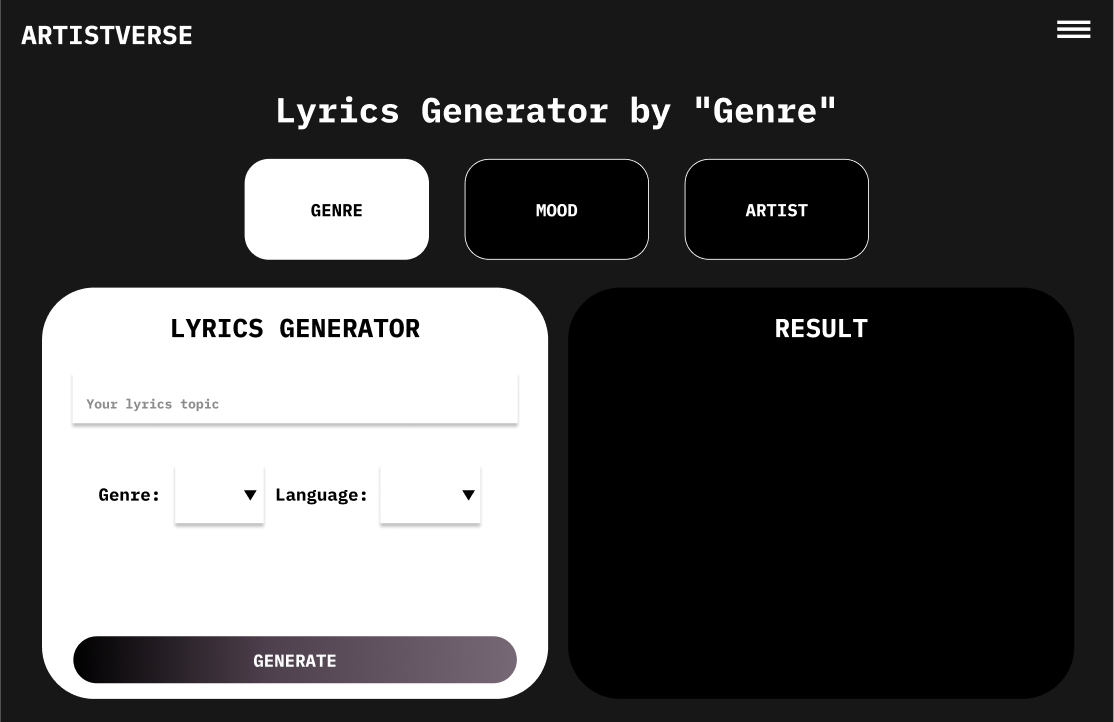 ARTISTVERSE
Lyrics Generator by "Genre"
GENRE
MOOD
ARTIST
LYRICS GENERATOR
Your lyrics topic
Genre:
Language:
GENERATE
RESULT